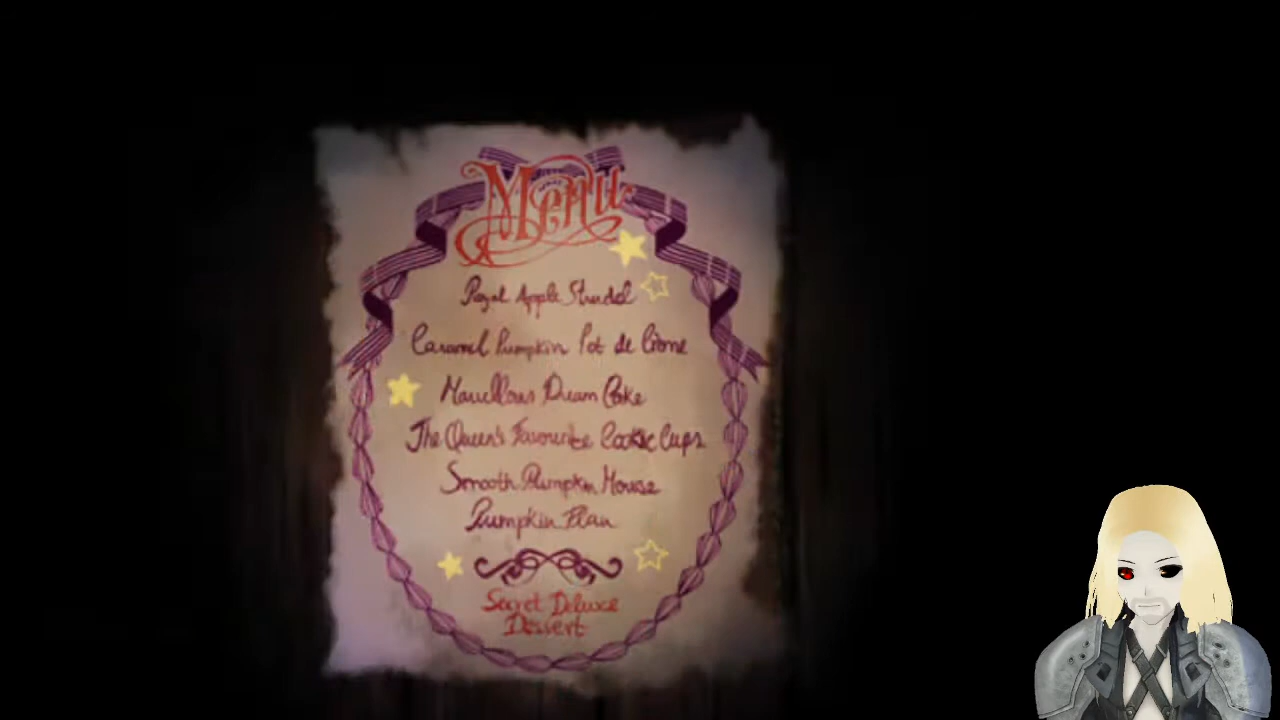 Menu
Royal Apple Strudel
Caramel Pumpkin Pot de Crème
Marvellous Dream Cake
The Queen's Favourite Cookie Cups
Smooth Pumpkin Mousse
Pumpkin Flan
Secret Deluxe
Dessert